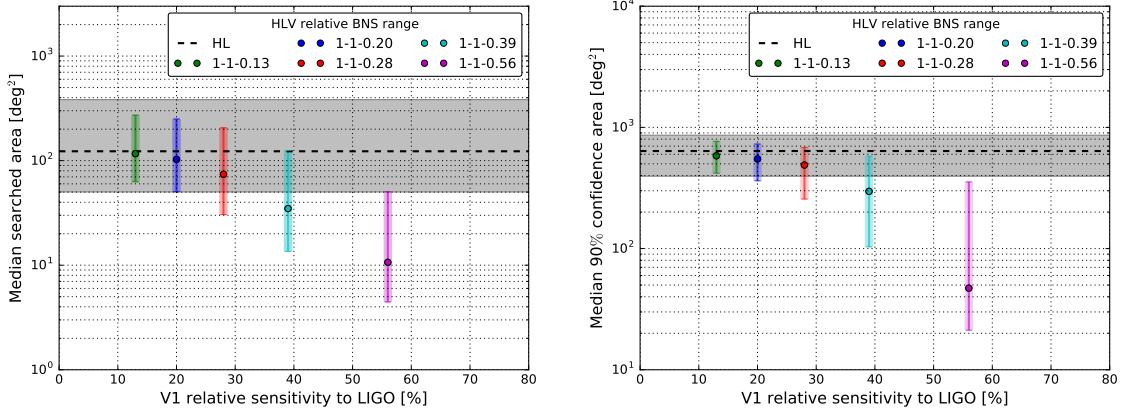 HLV relative BNS range
HL 1-1-0.20 1-1-0.39
1-1-0.13 1-1-0.28 1-1-0.56
10³
10²
10¹
10⁰
Median searched area [deg²]
0 10 20 30 40 50 60 70 80
V1 relative sensitivity to LIGO [%]
HLV relative BNS range
HL 1-1-0.20 1-1-0.39
1-1-0.13 1-1-0.28 1-1-0.56
10⁴
10³
10²
10¹
Median 90% confidence area [deg²]
0 10 20 30 40 50 60 70 80
V1 relative sensitivity to LIGO [%]